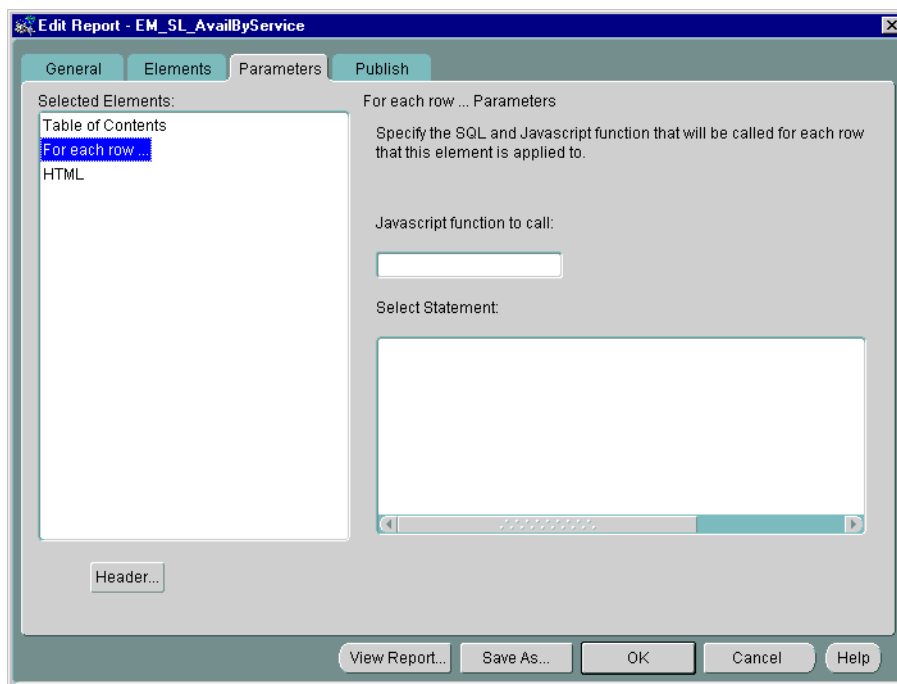 Edit Report - EM_SL_AvailByService
General Elements Parameters Publish
Selected Elements:
Table of Contents
For each row ...
HTML
Header...
For each row ... Parameters
Specify the SQL and Javascript function that will be called for each row
that this element is applied to.
Javascript function to call:
Select Statement:
View Report... Save As... OK Cancel Help